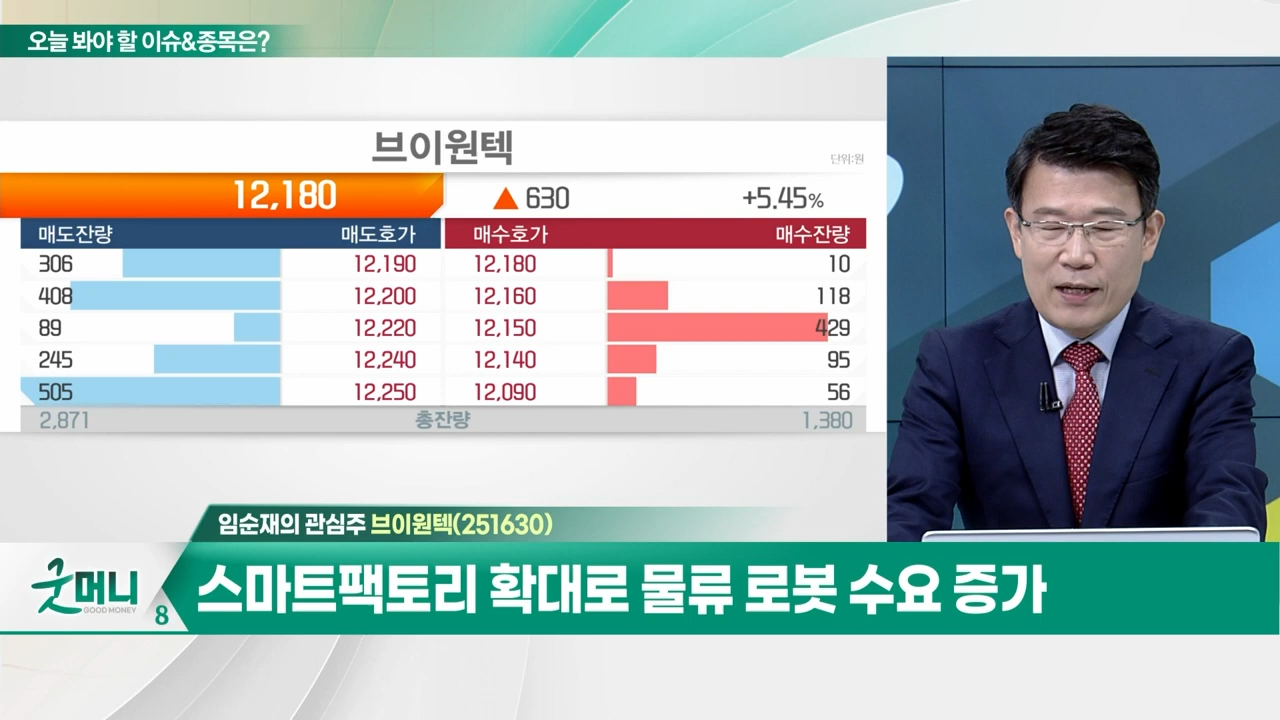 오늘 봐야 할 이슈&종목은?
브이원텍
단위:원
12,180 ▲ 630 +5.45%
매도잔량 매도호가 매수호가 매수잔량
306 12,190 12,180 10
408 12,200 12,160 118
89 12,220 12,150 429
245 12,240 12,140 95
505 12,250 12,090 56
2,871 총잔량 1,380
임순재의 관심주 브이원텍(251630)
굿머니
GOOD MONEY
8
스마트팩토리 확대로 물류 로봇 수요 증가